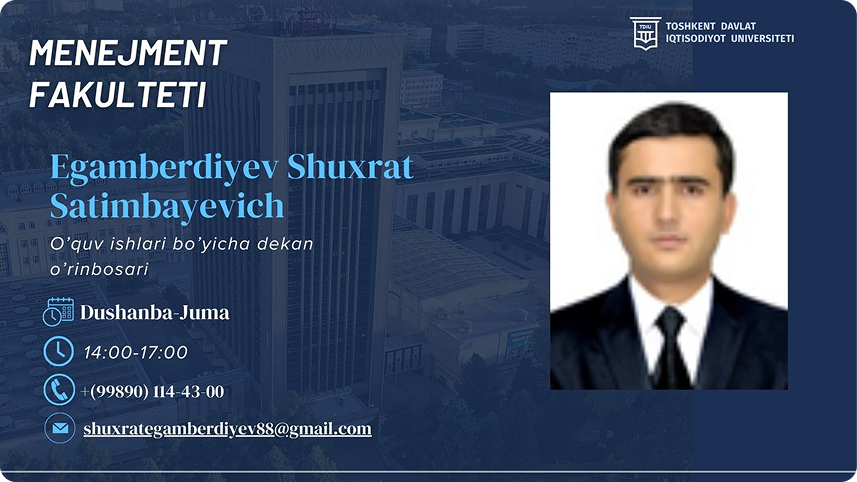 MENEJMENT
FAKULTETI
TDIU
TOSHKENT DAVLAT
IQTISODIYOT UNIVERSITETI
Egamberdiyev Shuxrat
Satimbayevich
O’quv ishlari bo’yicha dekan
o’rinbosari
Dushanba-Juma
14:00-17:00
+(99890) 114-43-00
shuxrategamberdiyev88@gmail.com